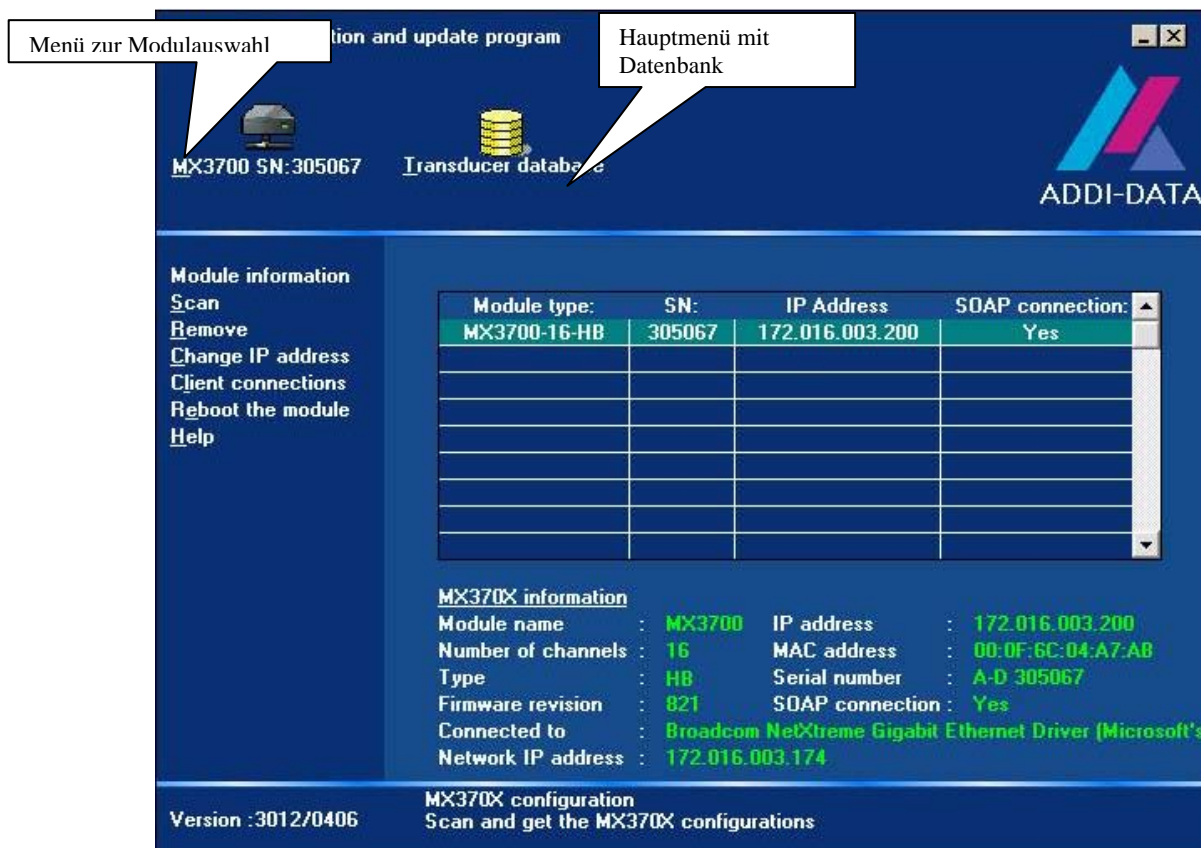 Menü zur Modulauswahl
tion and update program
Hauptmenü mit
Datenbank
MX3700 SN:305067
Transducer database
ADDI-DATA
Module information
Scan
Remove
Change IP address
Client connections
Reboot the module
Help
Module type: SN: IP Address SOAP connection:
MX3700-16-HB 305067 172.016.003.200 Yes
MX370X information
Module name : MX3700 IP address : 172.016.003.200
Number of channels : 16 MAC address : 00:0F:6C:04:A7:AB
Type : HB Serial number : A-D 305067
Firmware revision : 821 SOAP connection : Yes
Connected to : Broadcom NetXtreme Gigabit Ethernet Driver (Microsoft's
Network IP address : 172.016.003.174
Version :3012/0406
MX370X configuration
Scan and get the MX370X configurations